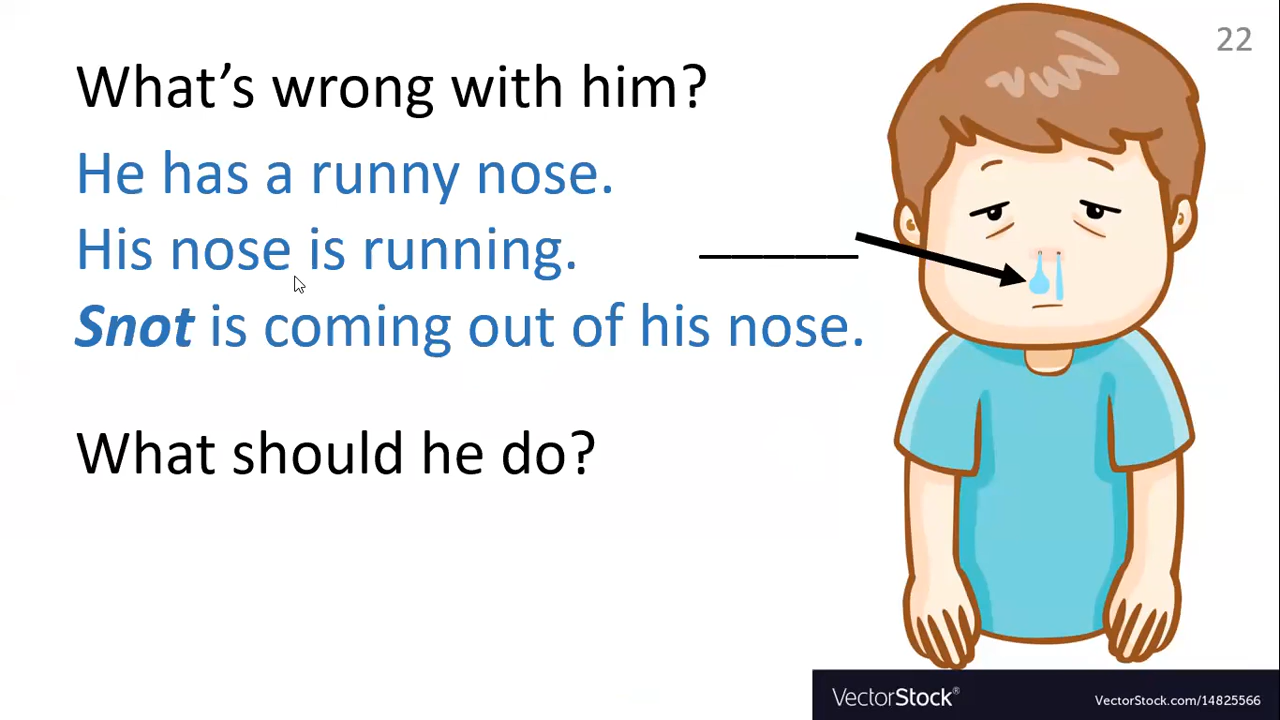 22
What's wrong with him?
He has a runny nose.
His nose is running. ______
Snot is coming out of his nose.
What should he do?
VectorStock®
VectorStock.com/14825566